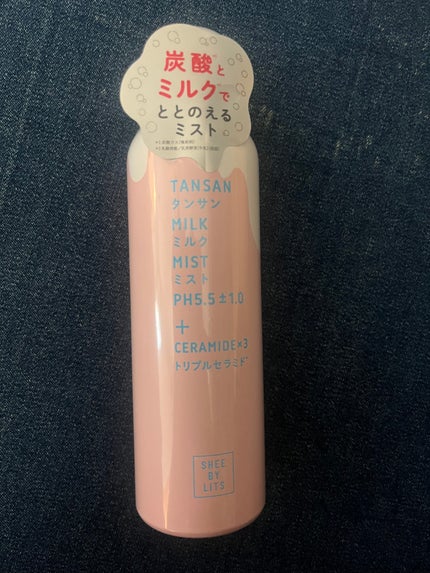 炭酸と
ミルクで
ととのえる
ミスト
TANSAN
タンサン
MILK
ミルク
MIST
ミスト
PH5.5±1.0
+
CERAMIDE×3
トリプルセラミド
SHEE
BY
LITS